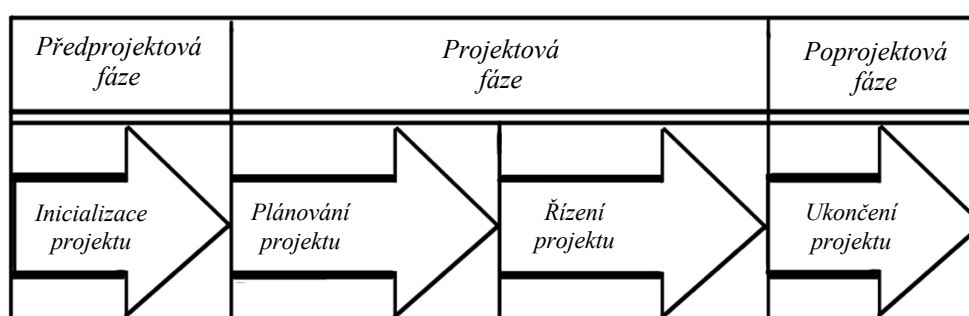 Předprojektová
fáze
Projektová
fáze
Poprojektová
fáze
Inicializace
projektu
Plánování
projektu
Řízení
projektu
Ukončení
projektu